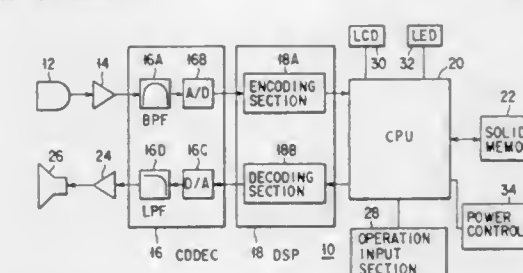 LCD
LED
30
32
20
12
14
16A
16B
18A
22
A/D
ENCODING
SECTION
BPF
CPU
SOLID
MEMO
26
24
16D
16C
18B
D/A
DECODING
SECTION
34
LPF
28
POWER
CONTROL
16 CODEC
18 DSP
10
OPERATION
INPUT
SECTION